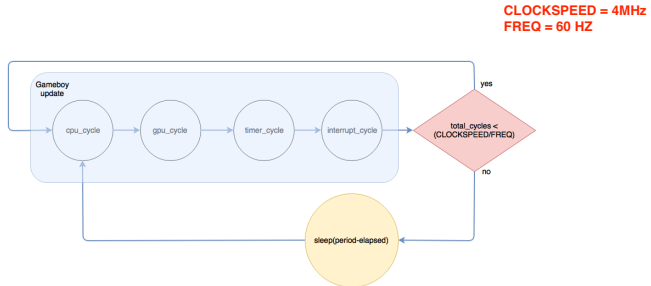 CLOCKSPEED = 4MHz
FREQ = 60 HZ
yes
Gameboy
update
cpu_cycle
gpu_cycle
timer_cycle
interrupt_cycle
total_cycles <
(CLOCKSPEED/FREQ)
no
sleep(period-elapsed)